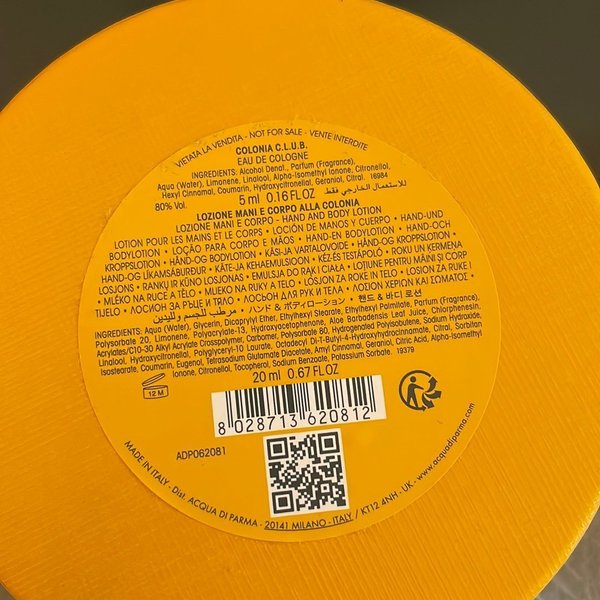 VIETATA LA VENDITA - NOT FOR SALE - VENTE INTERDITE
COLONIA C.L.U.B.
EAU DE COLOGNE
INGREDIENTS: Alcohol Denat., Parfum (Fragrance),
Aqua (Water), Limonene, Linalool, Alpha-Isomethyl Ionone, Citronellol,
Hexyl Cinnamal, Coumarin, Hydroxycitronellal, Geraniol, Citral. 16984
80% Vol. 5 ml 0.16 FL OZ للاستعمال الخارجي فقط.
LOZIONE MANI E CORPO ALLA COLONIA
LOZIONE MANI E CORPO - HAND AND BODY LOTION
LOTION POUR LES MAINS ET LE CORPS • LOCIÓN DE MANOS Y CUERPO • HAND-UND
BODYLOTION • LOÇÃO PARA CORPO E MÃOS • HAND-EN BODYLOTION • HAND-OCH
KROPPSLOTION • HÅND-OG BODYLOTION • KÄSI-JA VARTALOVOIDE • HÅND-OG KROPPSLOTION •
HAND-OG LÍKAMSÁBURÐUR • KÄTE-JA KEHAEMULSIOON • KÉZ-ÉS TESTÁPOLÓ • ROKU UN ĶERMEŅA
LOSJONS • RANKŲ IR KŪNO LOSJONAS • EMULSJA DO RĄK I CIAŁA • LOȚIUNE PENTRU MÂINI ȘI CORP
• MLÉKO NA RUCE A TĚLO • MLIEKO NA RUKY A TELO • LOSJON ZA ROKE IN TELO • LOSION ZA RUKE I
TIJELO • ЛОСИОН ЗА РЪЦЕ И ТЯЛО • ЛОСЬОН ДЛЯ РУК И ТЕЛА • ΛΟΣΙΟΝ ΧΕΡΙΩΝ ΚΑΙ ΣΩΜΑΤΟΣ •
مرطب للجسم ولليدين • ハンド & ボディローション • 핸드 & 바디 로션
INGREDIENTS: Aqua (Water), Glycerin, Dicaprylyl Ether, Ethylhexyl Stearate, Ethylhexyl Palmitate, Parfum (Fragrance),
Polysorbate 20, Limonene, Polyacrylate-13, Hydroxyacetophenone, Aloe Barbadensis Leaf Juice, Chlorphenesin,
Acrylates/C10-30 Alkyl Acrylate Crosspolymer, Carbomer, Polysorbate 80, Hydrogenated Polyisobutene, Sodium Hydroxide,
Linalool, Hydroxycitronellal, Polyglyceryl-10 Laurate, Octadecyl Di-T-Butyl-4-Hydroxyhydrocinnamate, Citral, Sorbitan
Isostearate, Coumarin, Eugenol, Tetrasodium Glutamate Diacetate, Amyl Cinnamal, Geraniol, Citric Acid, Alpha-Isomethyl
Ionone, Citronellol, Tocopherol, Sodium Benzoate, Potassium Sorbate. 19379
20 ml 0.67 FL OZ
12 M
8 028713 620812
ADP062081
MADE IN ITALY - Dist. ACQUA DI PARMA - 20141 MILANO - ITALY / KT12 4NH - UK - www.acquadiparma.com